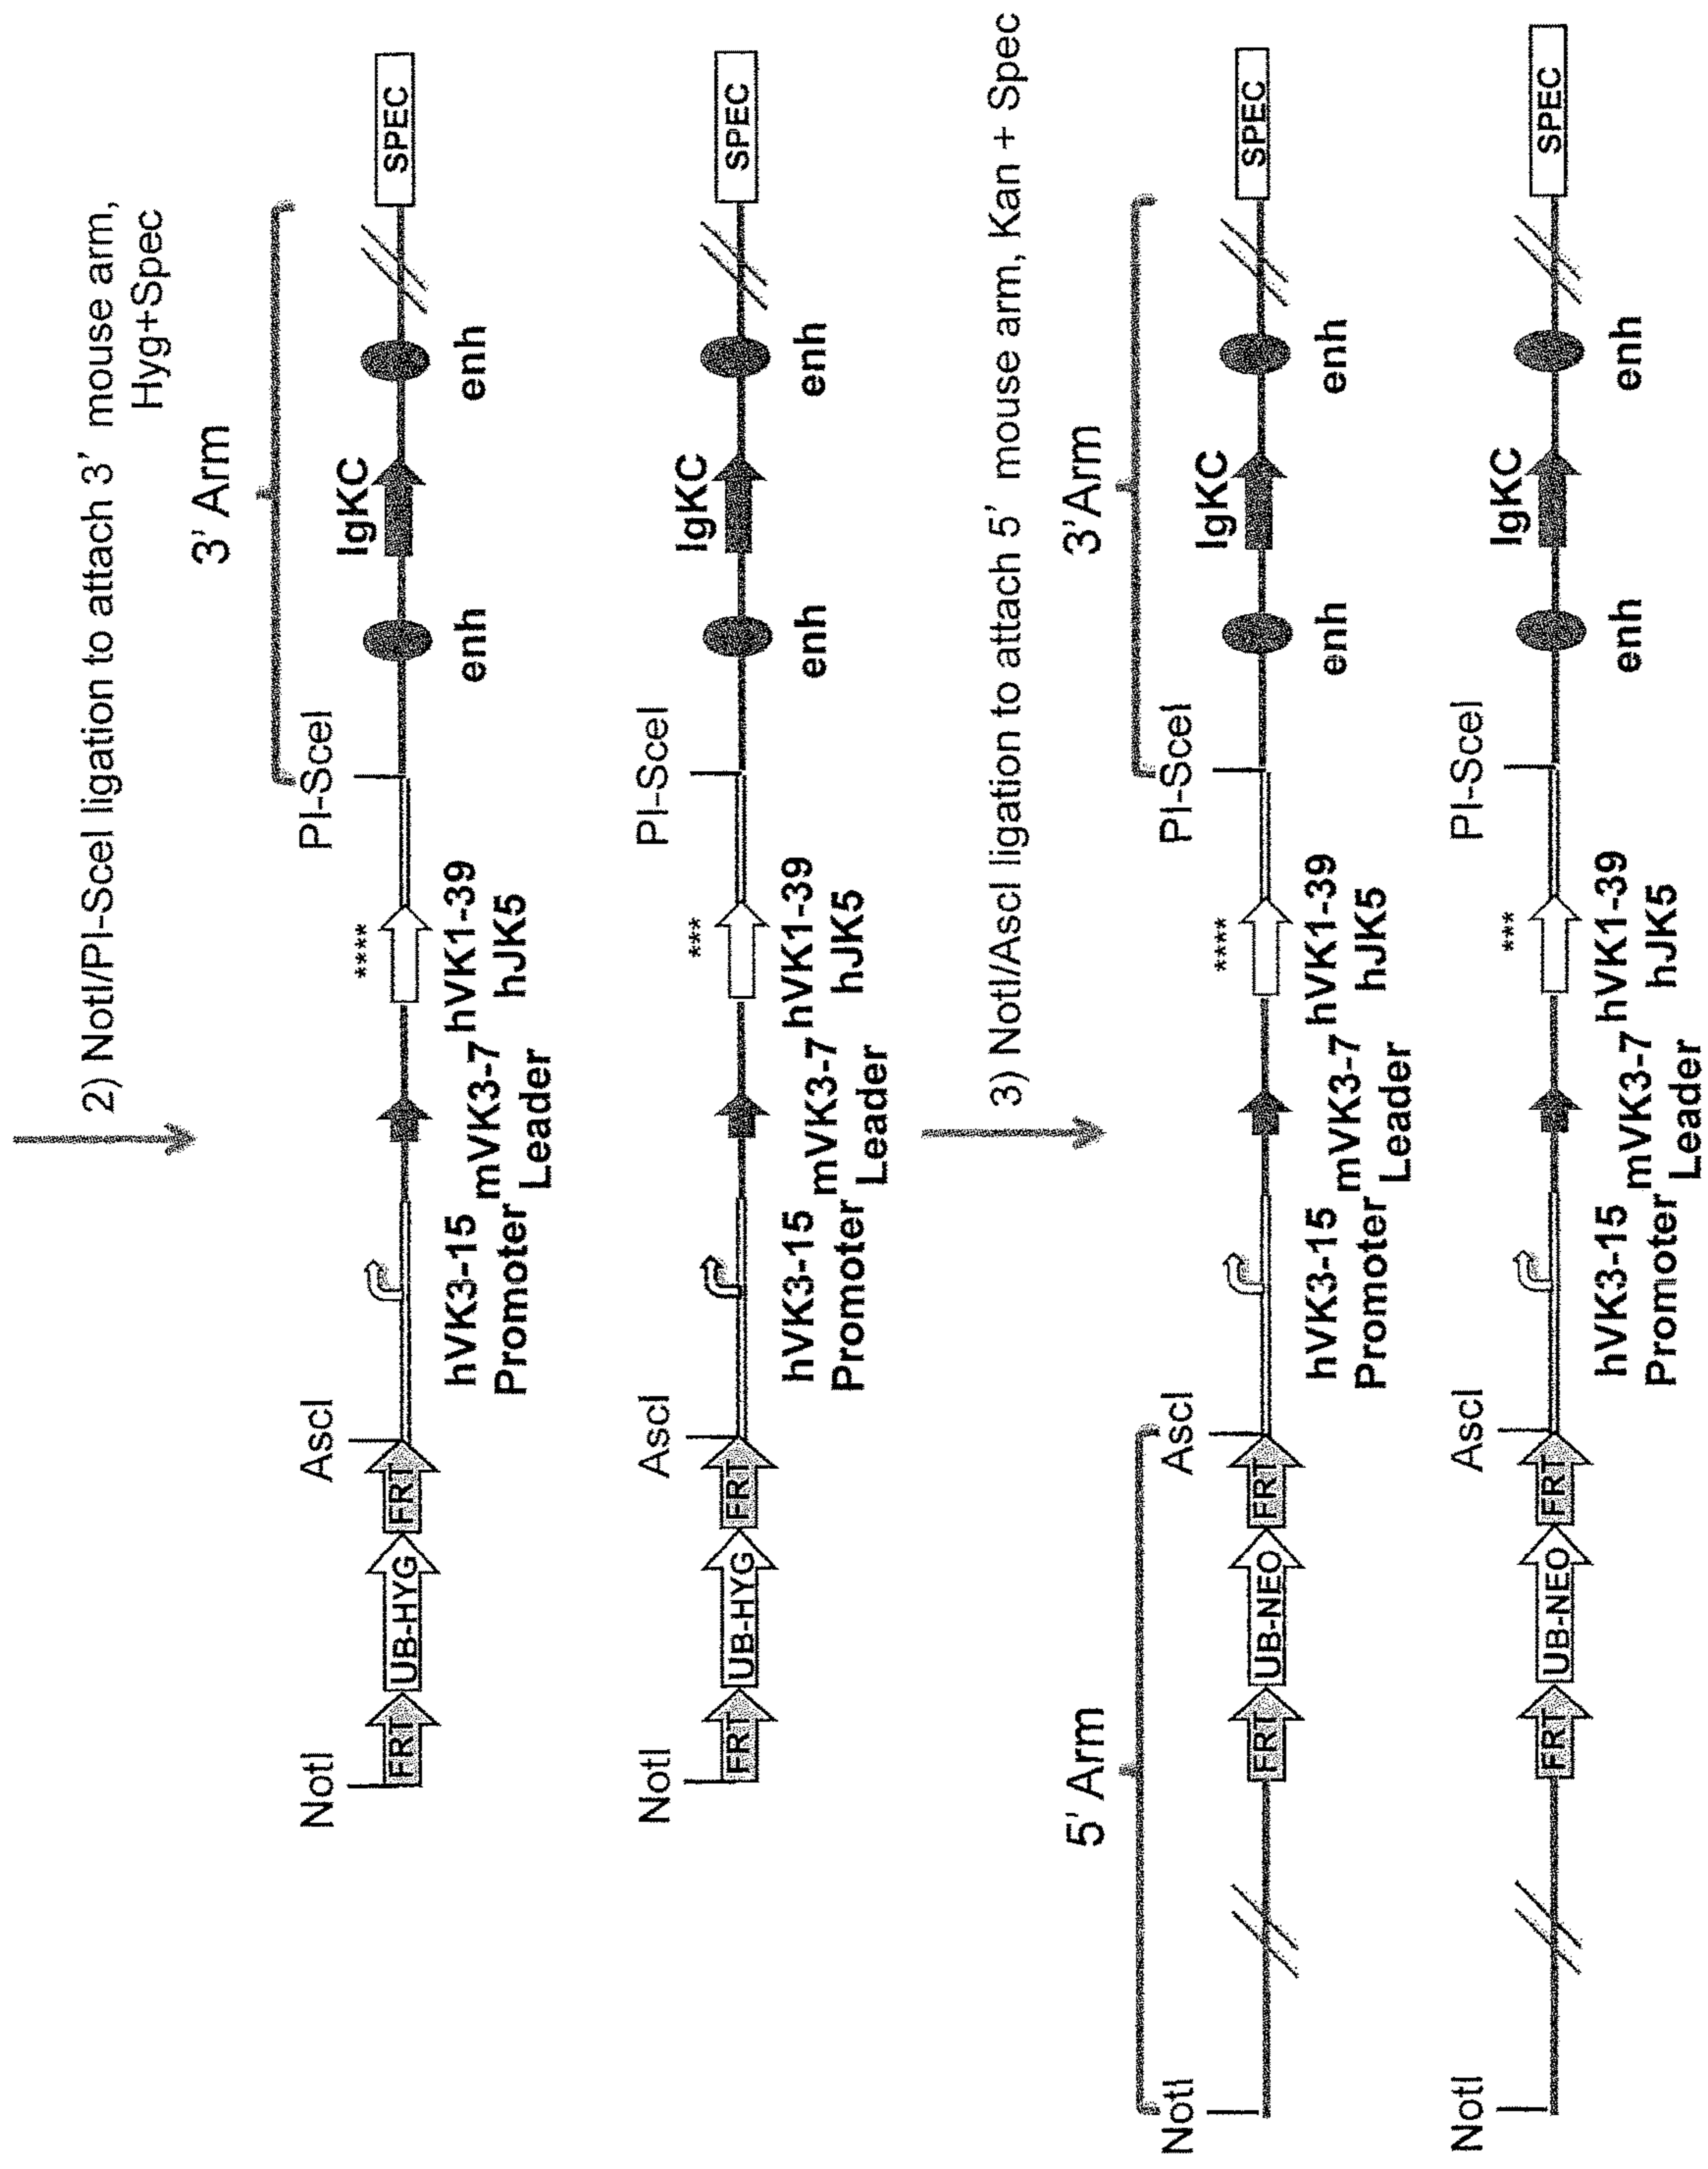 2) NotI/PI-SceI ligation to attach 3' mouse arm,
Hyg+Spec
3' Arm
NotI
AscI
PI-SceI
IgKC
FRT
UB-HYG
FRT
****
SPEC
hVK3-15
Promoter
mVK3-7
Leader
hVK1-39
hJK5
enh
enh
NotI
AscI
PI-SceI
IgKC
FRT
UB-HYG
FRT
***
SPEC
hVK3-15
Promoter
mVK3-7
Leader
hVK1-39
hJK5
enh
enh
3) NotI/AscI ligation to attach 5' mouse arm, Kan + Spec
5' Arm
3'Arm
NotI
AscI
PI-SceI
IgKC
FRT
UB-NEO
FRT
****
SPEC
hVK3-15
Promoter
mVK3-7
Leader
hVK1-39
hJK5
enh
enh
NotI
AscI
PI-SceI
IgKC
FRT
UB-NEO
FRT
***
SPEC
hVK3-15
Promoter
mVK3-7
Leader
hVK1-39
hJK5
enh
enh